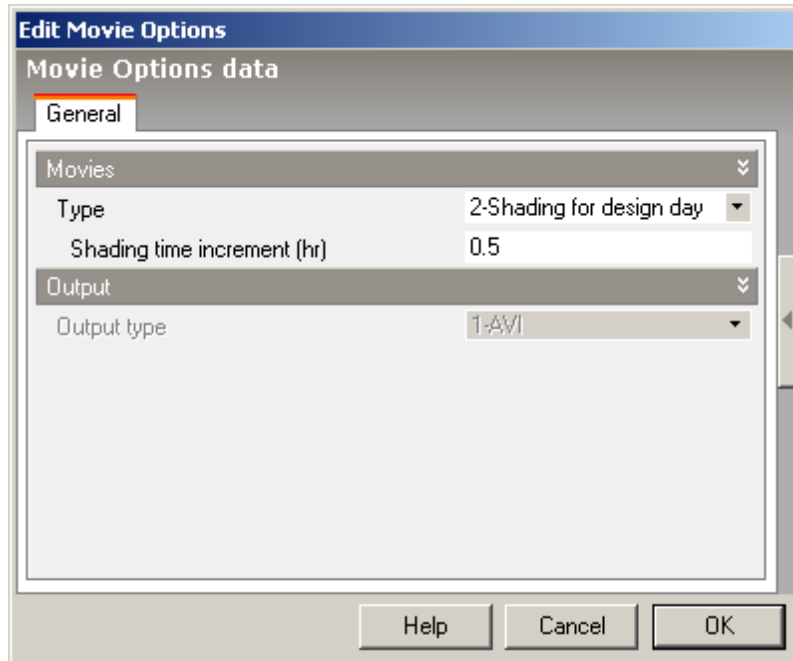 Edit Movie Options
Movie Options data
General
Movies
Type 2-Shading for design day
Shading time increment (hr) 0.5
Output
Output type 1-AVI
Help Cancel OK